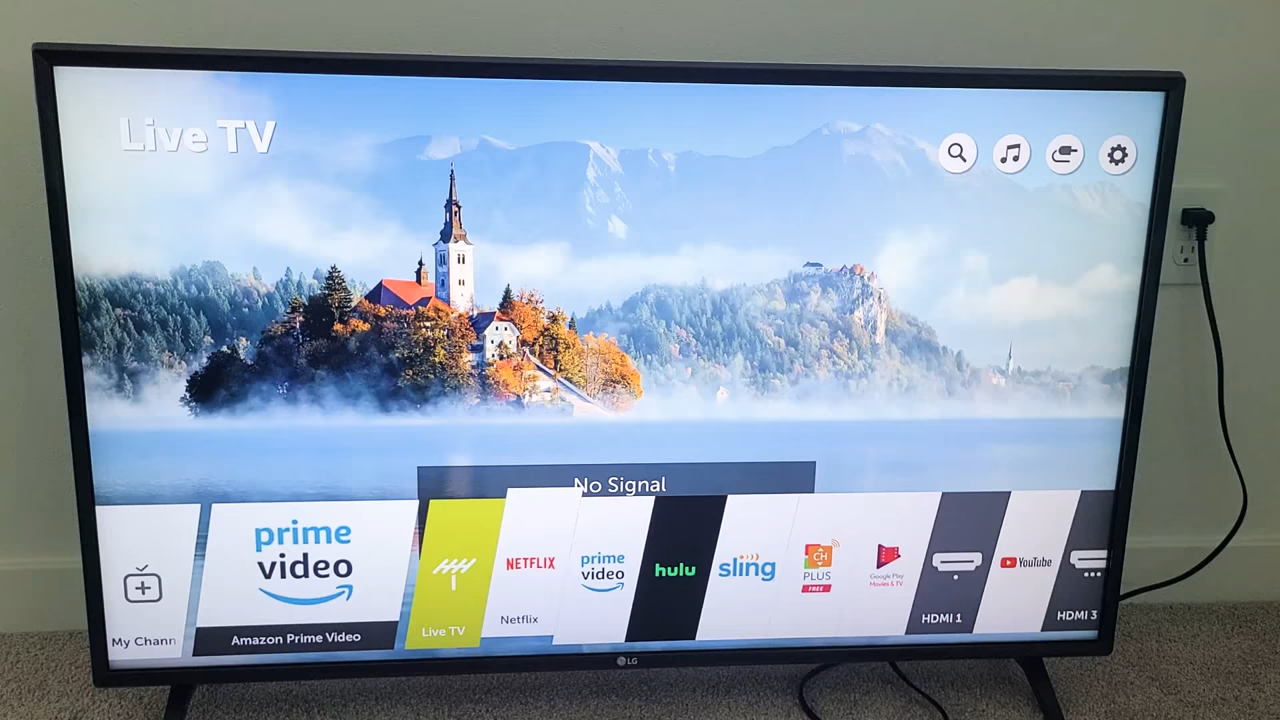 Live TV
No Signal
My Chann
prime
video
Amazon Prime Video
Live TV
NETFLIX
Netflix
prime
video
hulu
sling
CH
PLUS
FREE
Google Play
Movies & TV
HDMI 1
YouTube
HDMI 3
LG